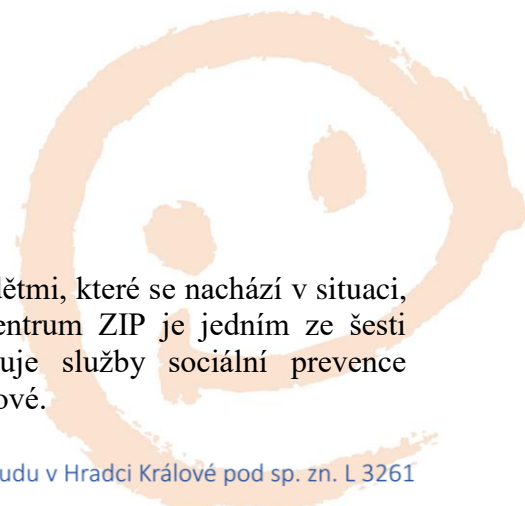 dětmi, které se nachází v situaci,
entrum ZIP je jedním ze šesti
uje služby sociální prevence
ové.
udu v Hradci Králové pod sp. zn. L 3261